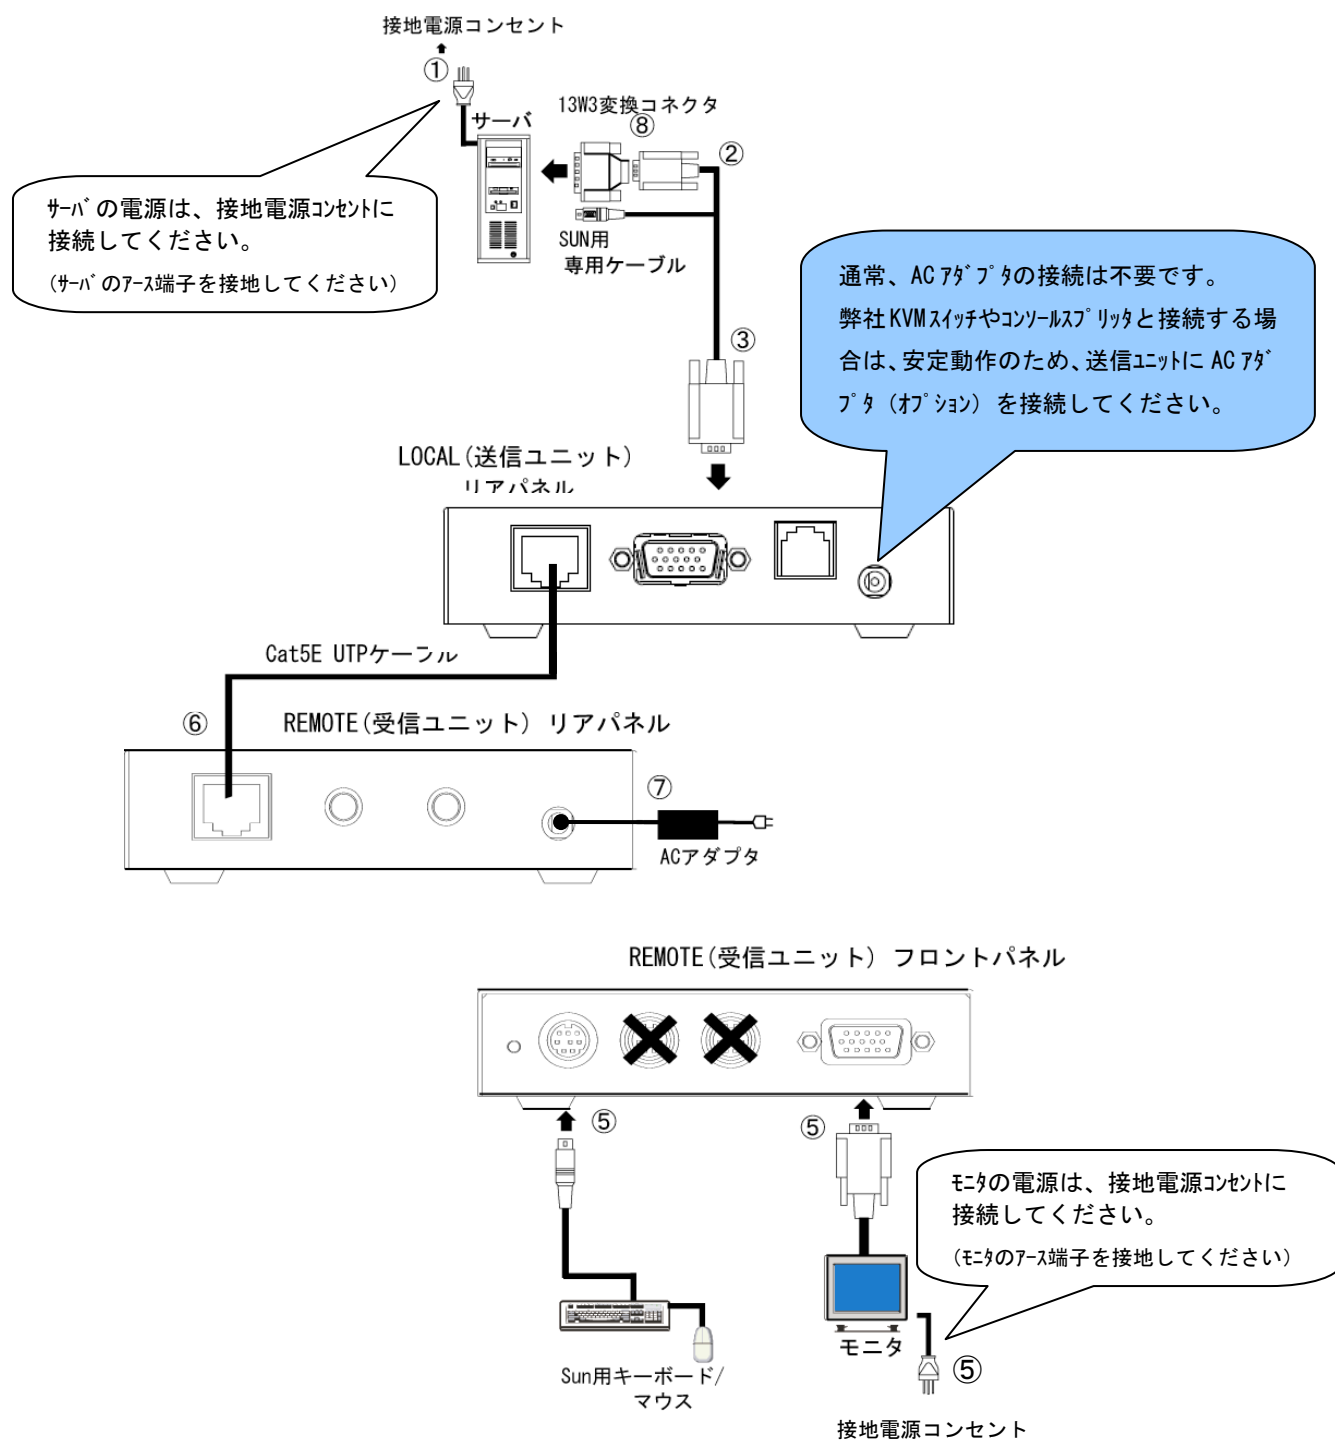 接地電源コンセント
①
13W3変換コネクタ
⑧
サーバ
②
ｻｰﾊﾞの電源は、接地電源ｺﾝｾﾝﾄに
接続してください。
(ｻｰﾊﾞのｱｰｽ端子を接地してください)
SUN用
専用ケーブル
通常、AC ｱﾀﾞﾌﾟﾀの接続は不要です。
弊社 KVM ｽｲｯﾁやｺﾝｿｰﾙｽﾌﾟﾘｯﾀと接続する場
合は、安定動作のため、送信ﾕﾆｯﾄに AC ｱﾀﾞ
ﾌﾟﾀ（ｵﾌﾟｼｮﾝ）を接続してください。
③
LOCAL(送信ユニット)
リアパネル
Cat5E UTPケーブル
⑥
REMOTE(受信ユニット) リアパネル
⑦
ACアダプタ
REMOTE(受信ユニット) フロントパネル
⑤
⑤
ﾓﾆﾀの電源は、接地電源ｺﾝｾﾝﾄに
接続してください。
(ﾓﾆﾀのｱｰｽ端子を接地してください)
モニタ
⑤
Sun用キーボード/
マウス
接地電源コンセント